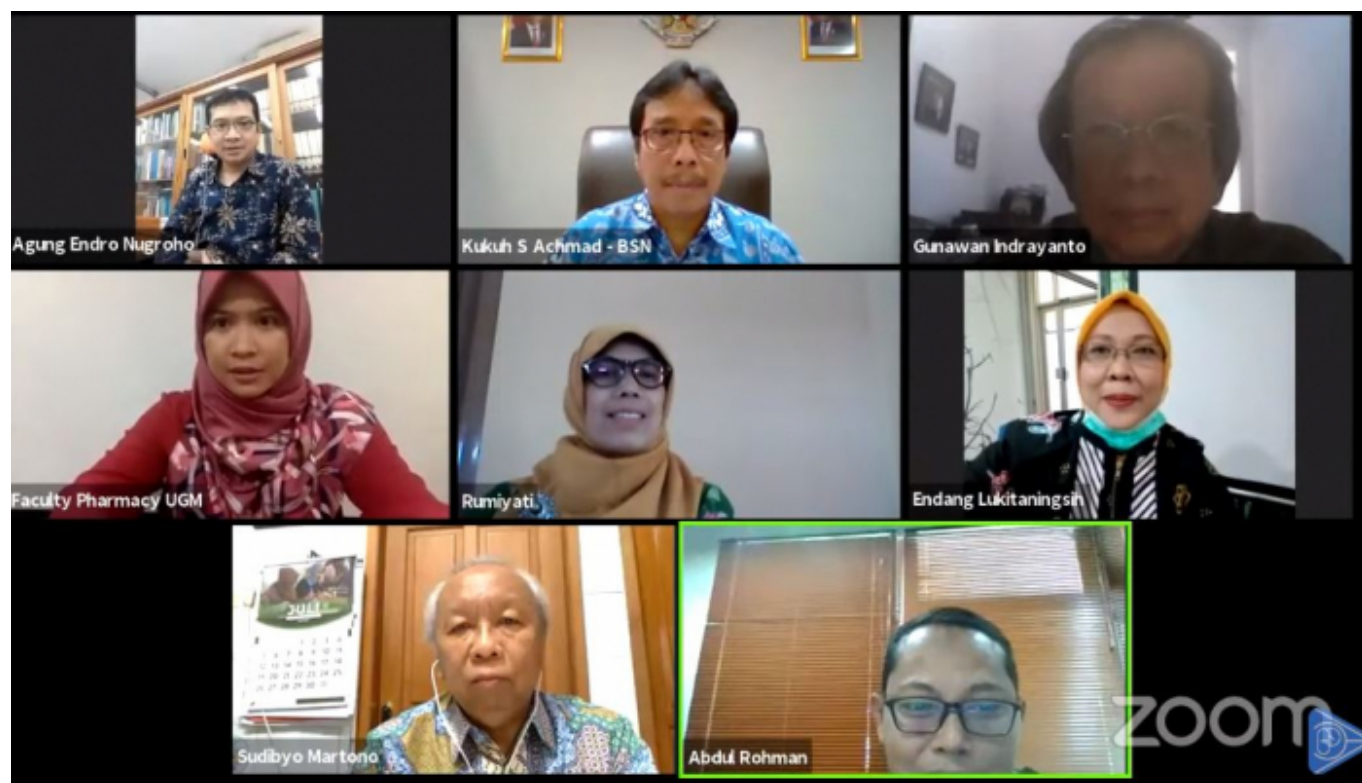 Agung Endro Nugroho
Kukuh S Achmad - BSN
Gunawan Indrayanto
Faculty Pharmacy UGM
Rumiyati
Endang Lukitaningsih
JULI
Sudibyo Martono
Abdul Rohman
zoom